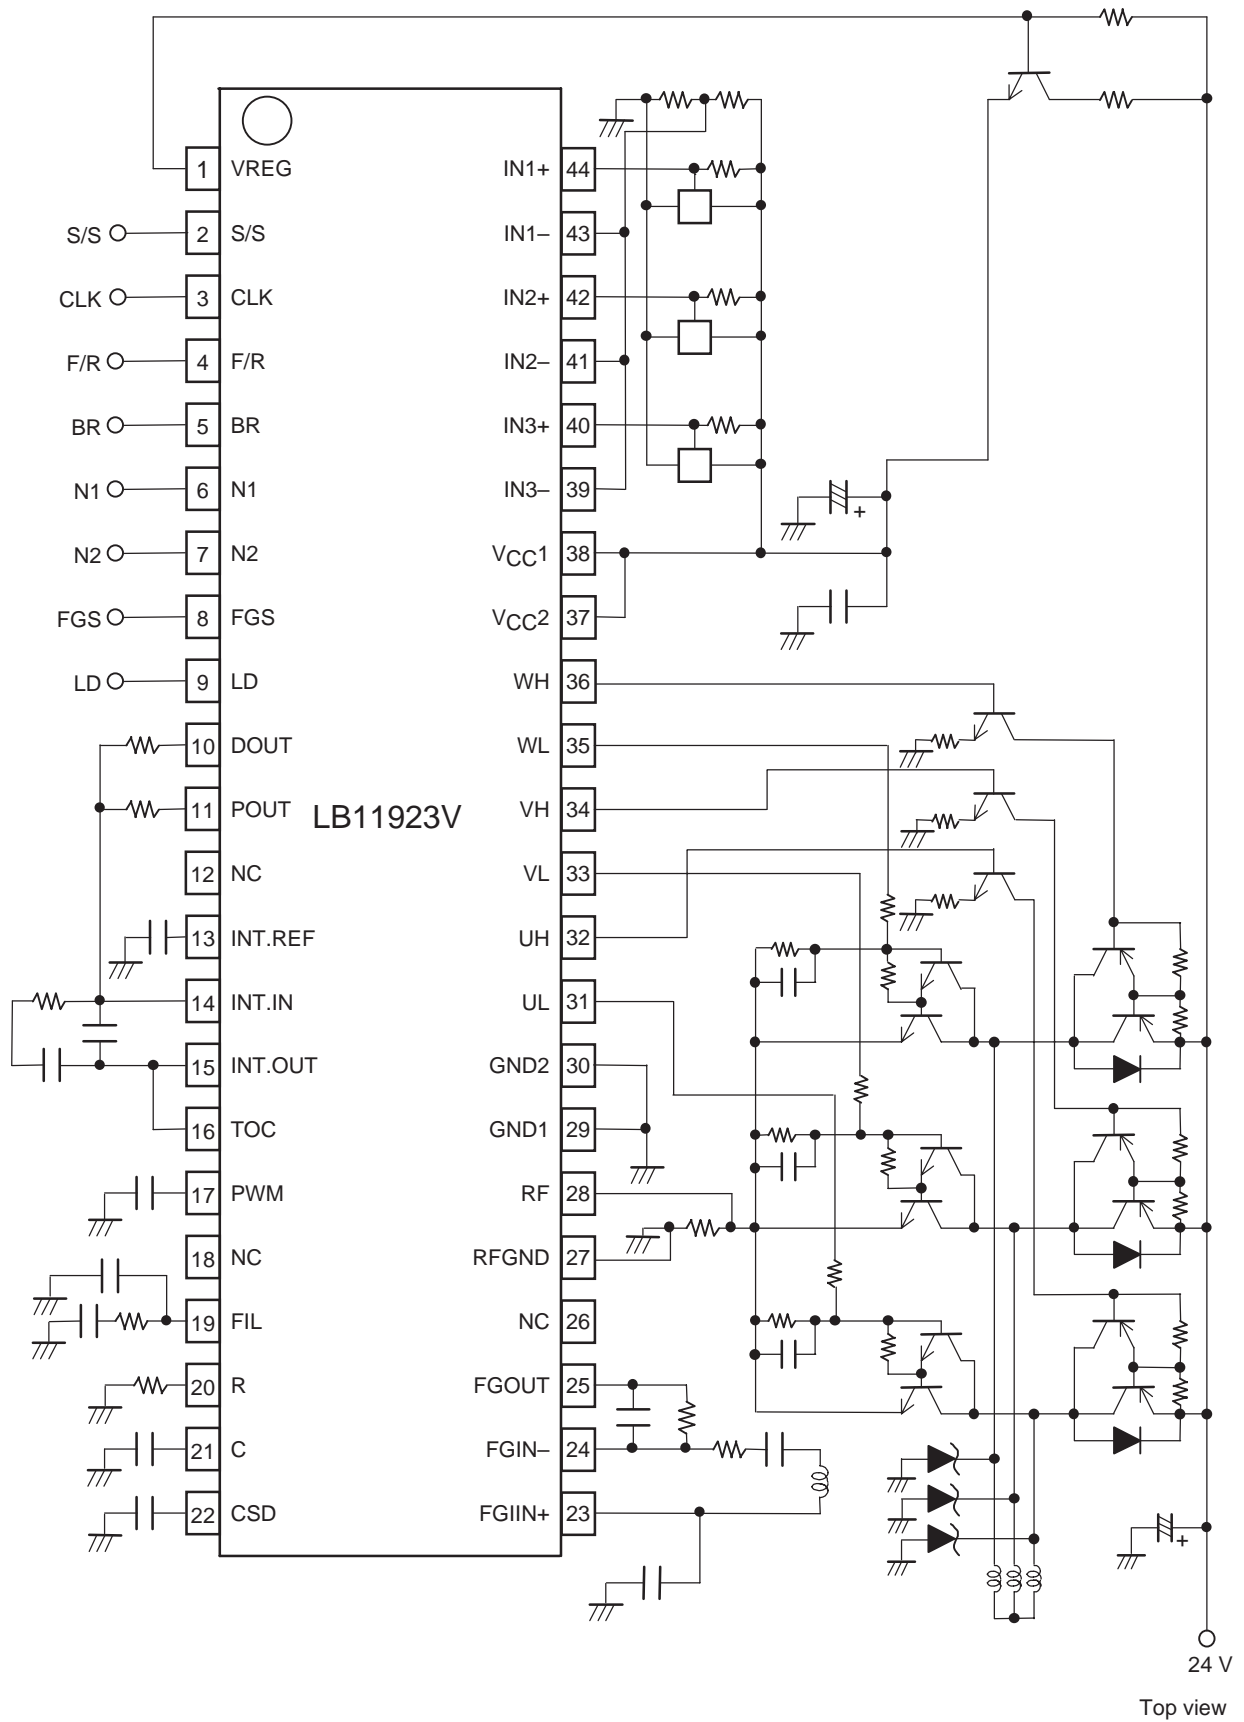 1 VREG IN1+ 44
S/S 2 S/S IN1– 43
CLK 3 CLK IN2+ 42
F/R 4 F/R IN2– 41
BR 5 BR IN3+ 40
N1 6 N1 IN3– 39
+
N2 7 N2 VCC1 38
FGS 8 FGS VCC2 37
LD 9 LD WH 36
10 DOUT WL 35
11 POUT VH 34
LB11923V
12 NC VL 33
13 INT.REF UH 32
14 INT.IN UL 31
15 INT.OUT GND2 30
16 TOC GND1 29
17 PWM RF 28
18 NC RFGND 27
19 FIL NC 26
20 R FGOUT 25
21 C FGIN– 24
22 CSD FGIIN+ 23
+
24 V
Top view